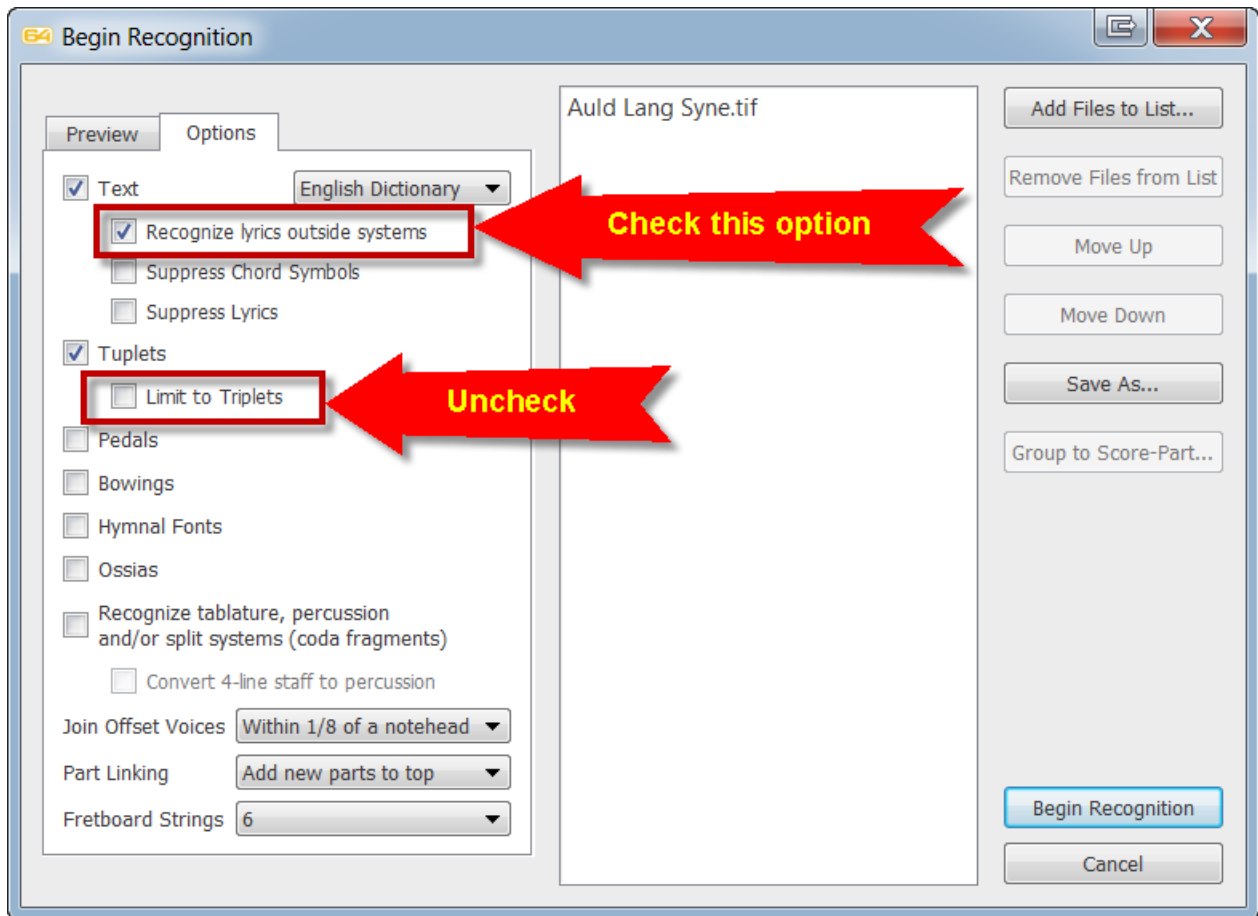 64 Begin Recognition
Preview
Options
Text
English Dictionary
Recognize lyrics outside systems
Suppress Chord Symbols
Suppress Lyrics
Tuplets
Limit to Triplets
Pedals
Bowings
Hymnal Fonts
Ossias
Recognize tablature, percussion
and/or split systems (coda fragments)
Convert 4-line staff to percussion
Join Offset Voices
Within 1/8 of a notehead
Part Linking
Add new parts to top
Fretboard Strings
6
Auld Lang Syne.tif
Check this option
Uncheck
Add Files to List...
Remove Files from List
Move Up
Move Down
Save As...
Group to Score-Part...
Begin Recognition
Cancel